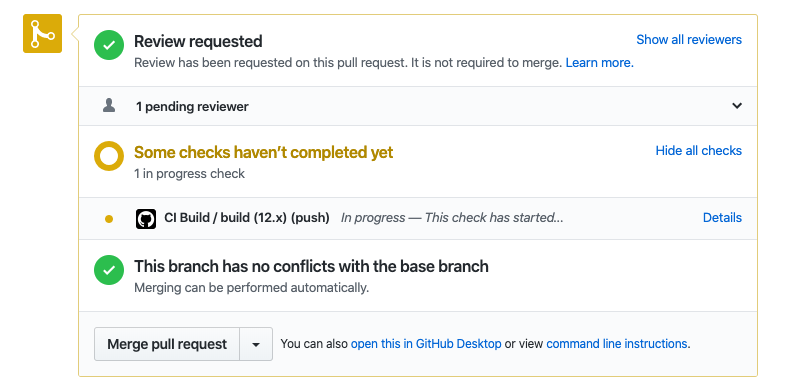 Review requested
Show all reviewers
Review has been requested on this pull request. It is not required to merge. Learn more.
1 pending reviewer
Some checks haven’t completed yet
Hide all checks
1 in progress check
CI Build / build (12.x) (push) In progress — This check has started...
Details
This branch has no conflicts with the base branch
Merging can be performed automatically.
Merge pull request
You can also open this in GitHub Desktop or view command line instructions.